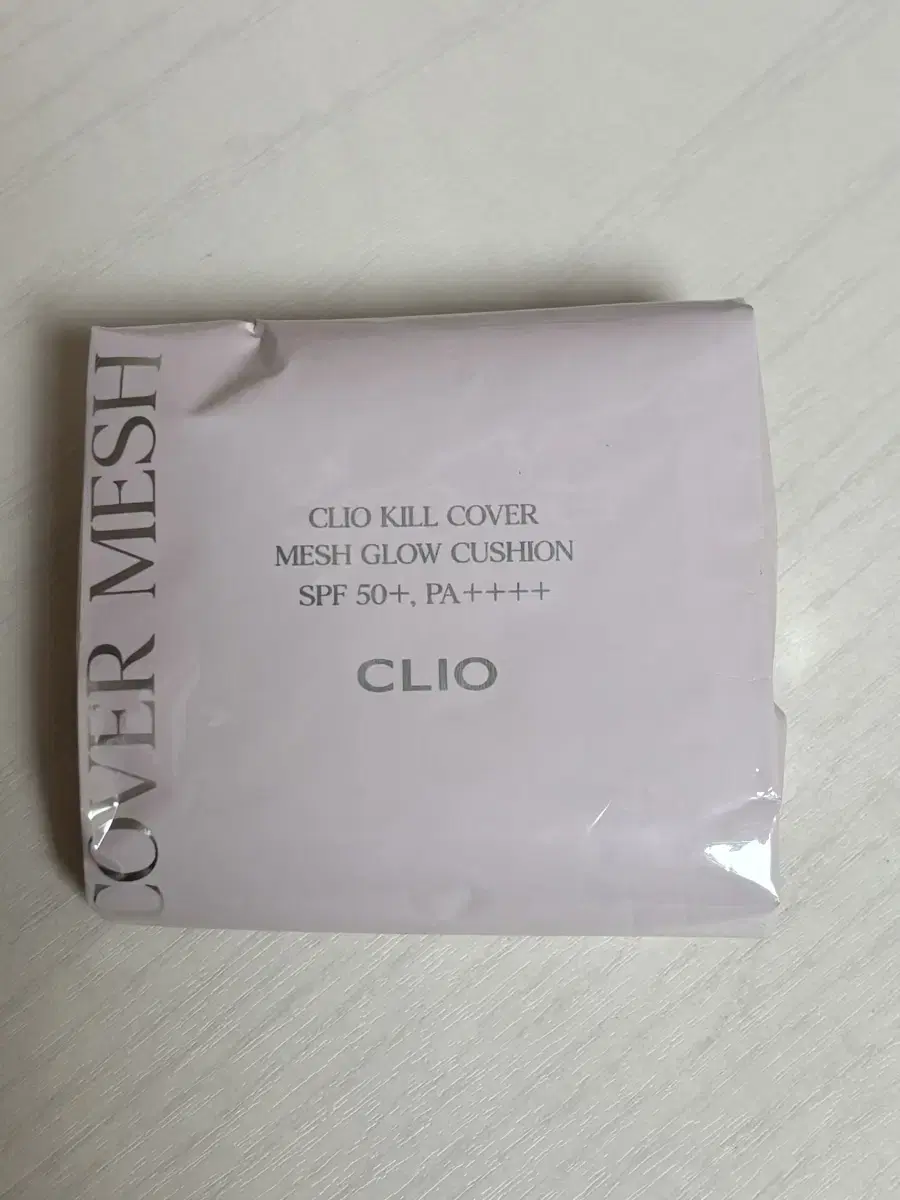 COVER MESH
CLIO KILL COVER
MESH GLOW CUSHION
SPF 50+, PA++++
CLIO